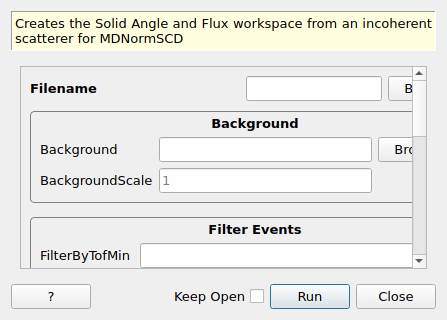 Creates the Solid Angle and Flux workspace from an incoherent
scatterer for MDNormSCD
Filename B
Background
Background Bro
BackgroundScale 1
Filter Events
FilterByTofMin
? Keep Open Run Close